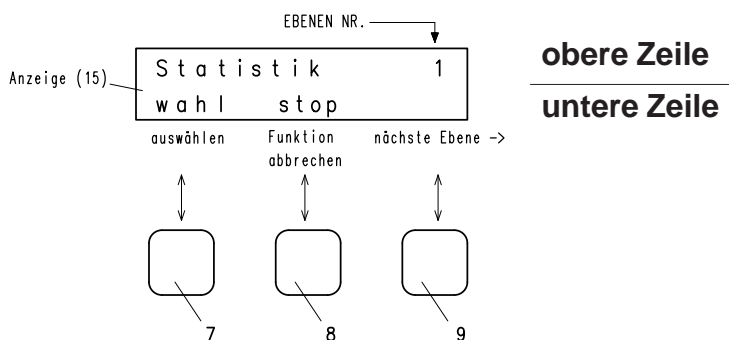 EBENEN NR.
Statistik 1
obere Zeile
Anzeige (15)
wahl stop
untere Zeile
auswählen Funktion abbrechen nächste Ebene ->
7 8 9